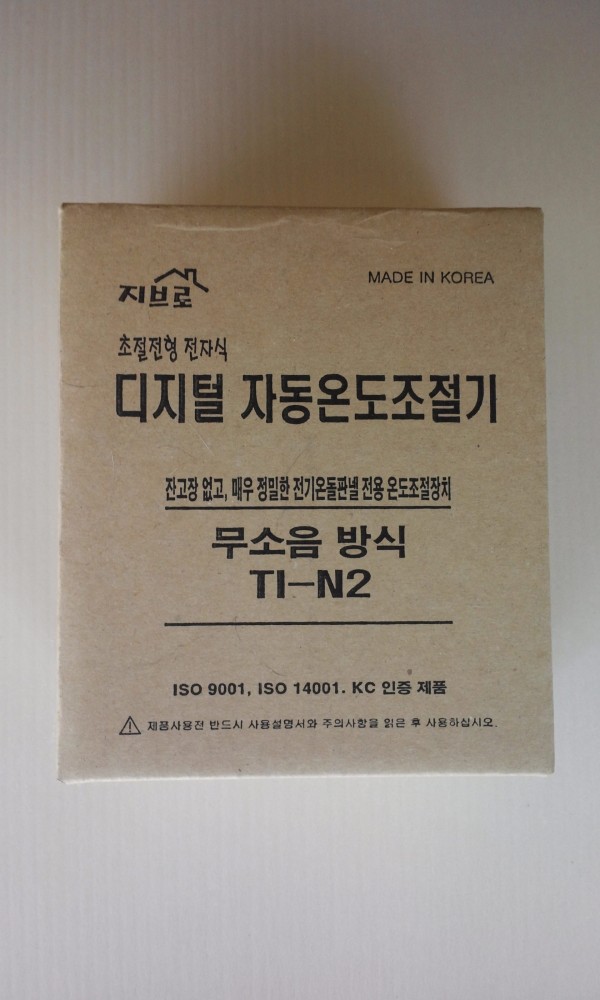 지브로
MADE IN KOREA
초절전형 전자식
디지털 자동온도조절기
잔고장 없고, 매우 정밀한 전기온돌판넬 전용 온도조절장치
무소음 방식
TI-N2
ISO 9001, ISO 14001. KC 인증 제품
제품사용전 반드시 사용설명서와 주의사항을 읽은 후 사용하십시오.